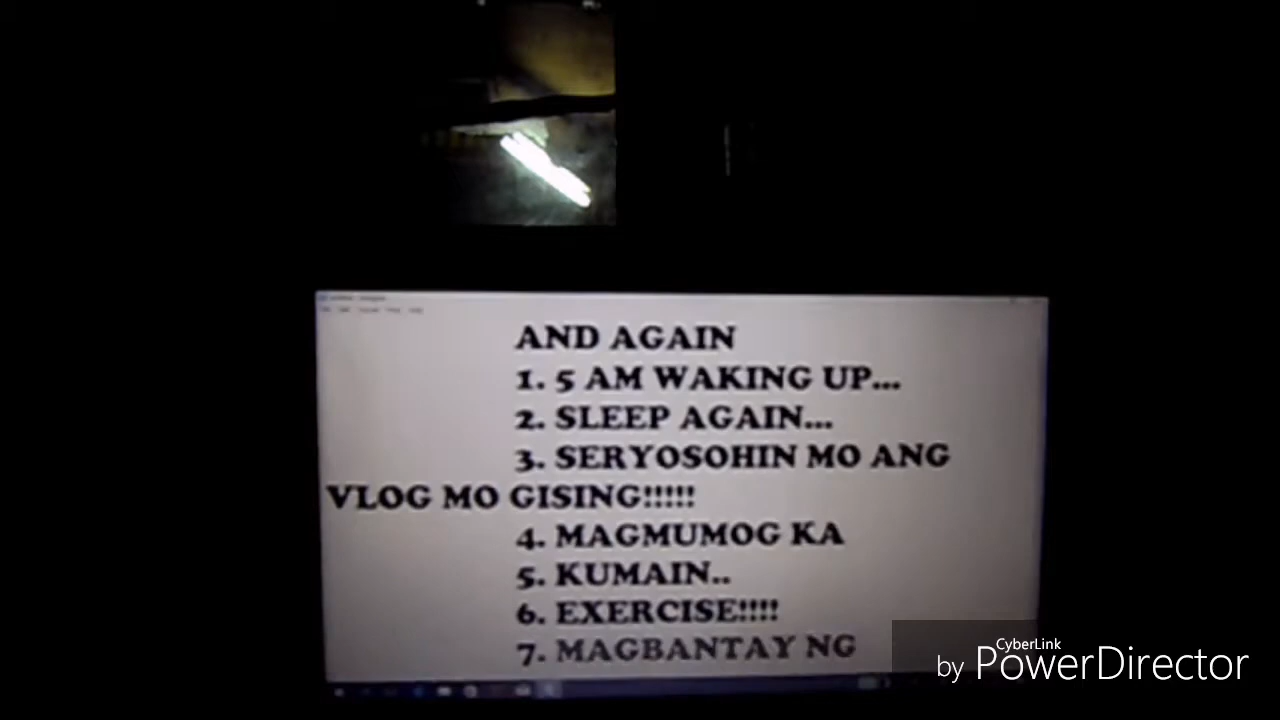 AND AGAIN
1. 5 AM WAKING UP...
2. SLEEP AGAIN...
3. SERYOSOHIN MO ANG
VLOG MO GISING!!!!!
4. MAGMUMOG KA
5. KUMAIN..
6. EXERCISE!!!!
7. MAGBANTAY NG
CyberLink
by PowerDirector